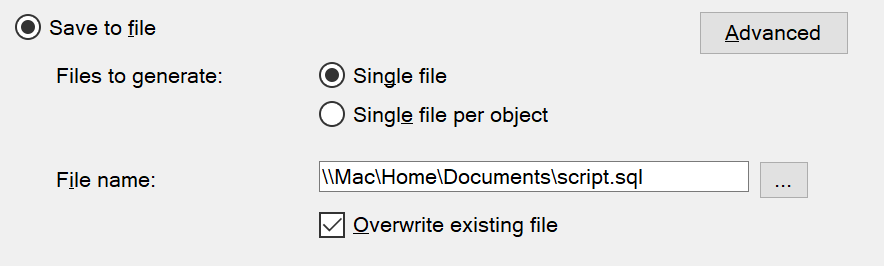 Save to file
Advanced
Files to generate:
Single file
Single file per object
File name:
\\Mac\Home\Documents\script.sql
...
Overwrite existing file